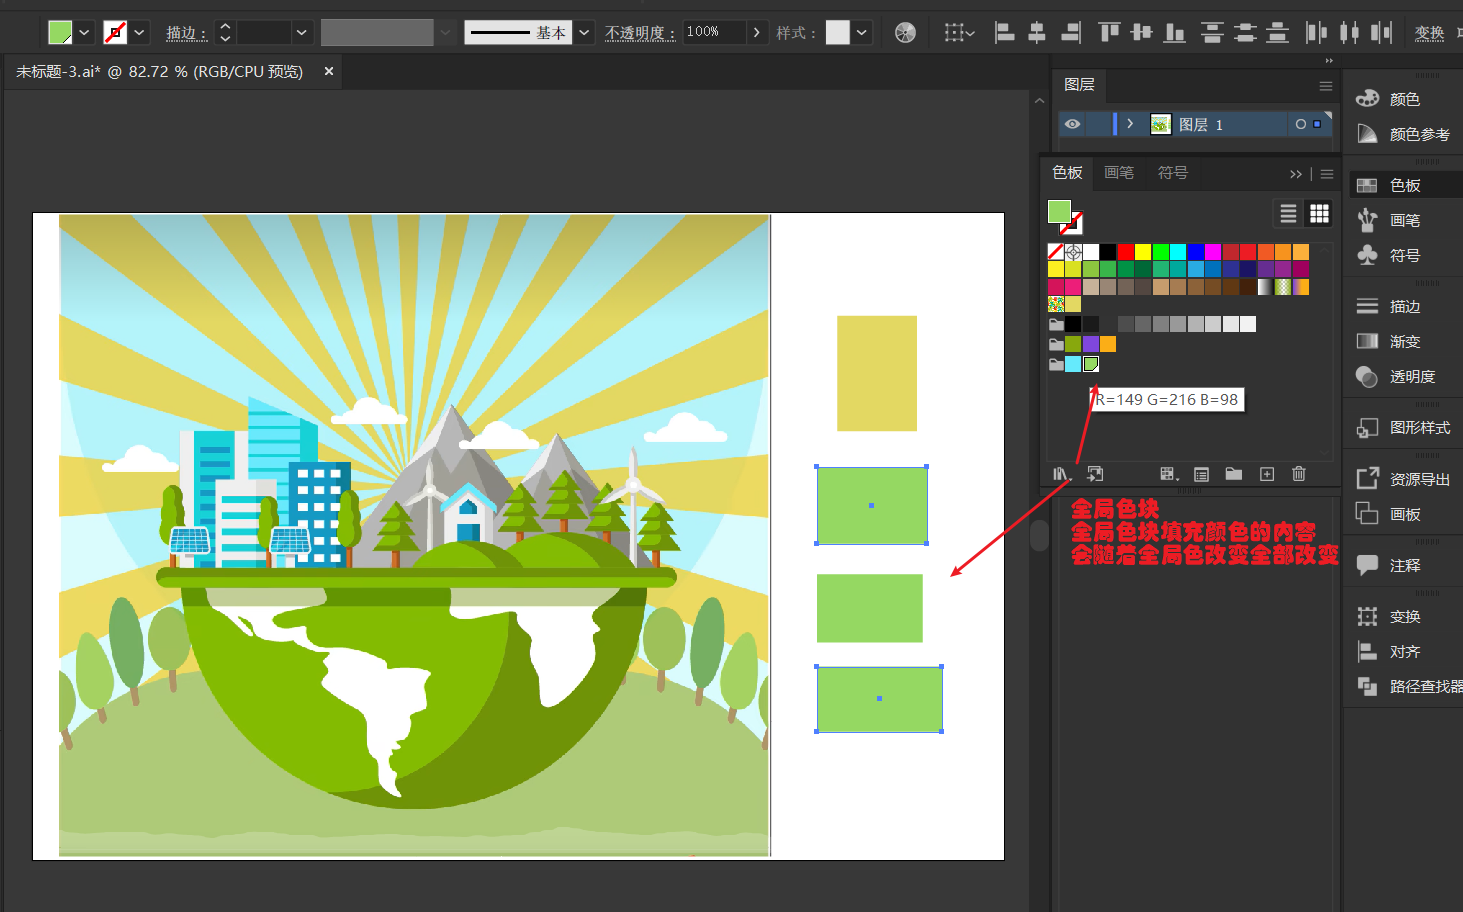 描边：
基本
不透明度：
100%
样式：
变换
未标题-3.ai* @ 82.72 % (RGB/CPU 预览)
×
图层
图层 1
色板
画笔
符号
R=149 G=216 B=98
全局色块
全局色块填充颜色的内容
会随着全局色改变全部改变
颜色
颜色参考
色板
画笔
符号
描边
渐变
透明度
图形样式
资源导出
画板
注释
变换
对齐
路径查找器